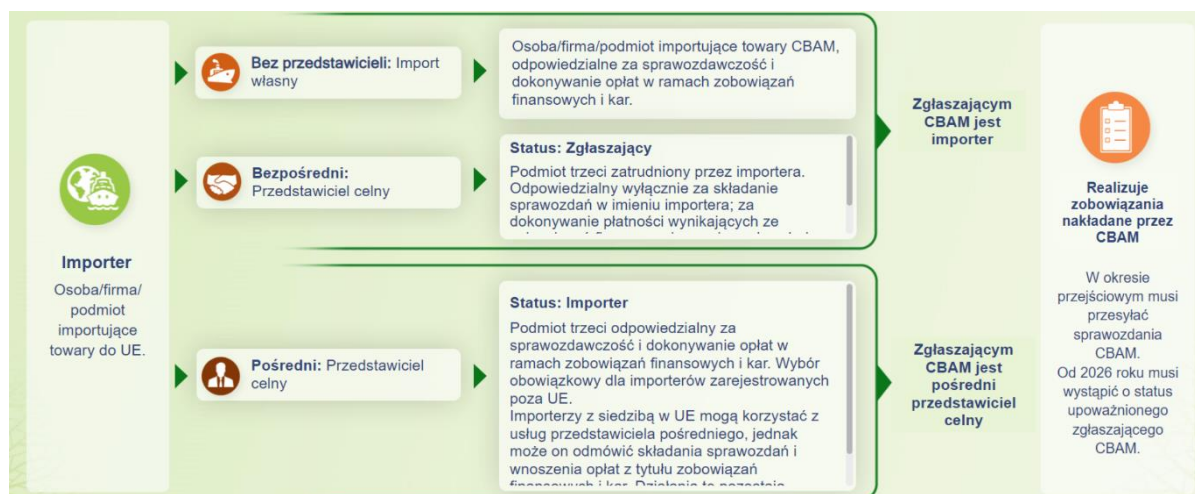 Importer
Osoba/firma/
podmiot
importujące
towary do UE.
Bez przedstawicieli: Import
własny
Osoba/firma/podmiot importujące towary CBAM,
odpowiedzialne za sprawozdawczość i
dokonywanie opłat w ramach zobowiązań
finansowych i kar.
Bezpośredni:
Przedstawiciel celny
Status: Zgłaszający
Podmiot trzeci zatrudniony przez importera.
Odpowiedzialny wyłącznie za składanie
sprawozdań w imieniu importera; za
dokonywanie płatności wynikających ze
Zgłaszającym
CBAM jest
importer
Pośredni: Przedstawiciel
celny
Status: Importer
Podmiot trzeci odpowiedzialny za
sprawozdawczość i dokonywanie opłat w
ramach zobowiązań finansowych i kar. Wybór
obowiązkowy dla importerów zarejestrowanych
poza UE.
Importerzy z siedzibą w UE mogą korzystać z
usług przedstawiciela pośredniego, jednak
może on odmówić składania sprawozdań i
wnoszenia opłat z tytułu zobowiązań
finansowych i kar. Działania te pozostają
Zgłaszającym
CBAM jest
pośredni
przedstawiciel
celny
Realizuje
zobowiązania
nakładane przez
CBAM
W okresie
przejściowym musi
przesyłać
sprawozdania
CBAM.
Od 2026 roku musi
wystąpić o status
upoważnionego
zgłaszającego
CBAM.